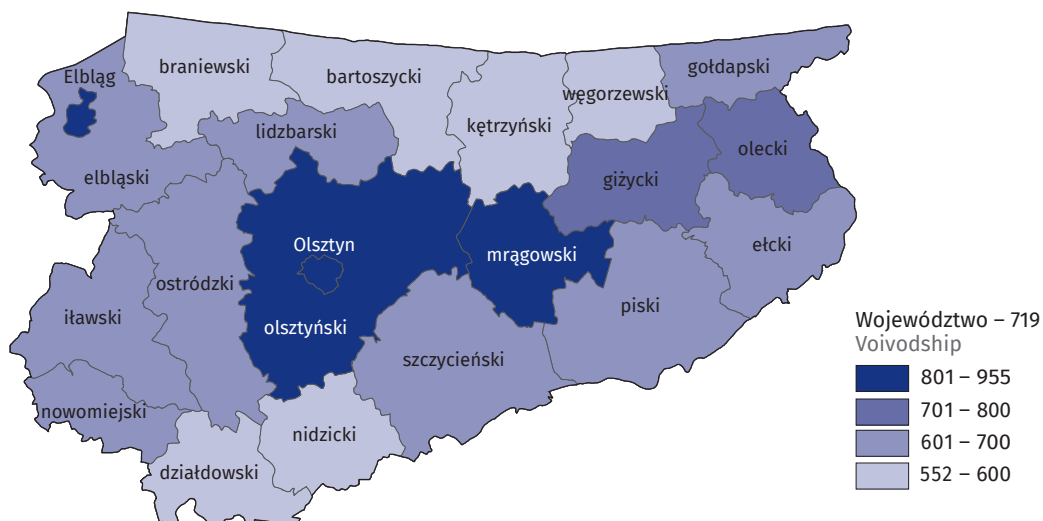 gołdapski
braniewski
bartoszycki
Elbląg
węgorzewski
kętrzyński
lidzbarski
olecki
elbląski
giżycki
Olsztyn
mrągowski
ełcki
ostródzki
piski
iławski
olsztyński
szczycieński
nowomiejski
nidzicki
działdowski
Województwo – 719
Voivodship
801 – 955
701 – 800
601 – 700
552 – 600